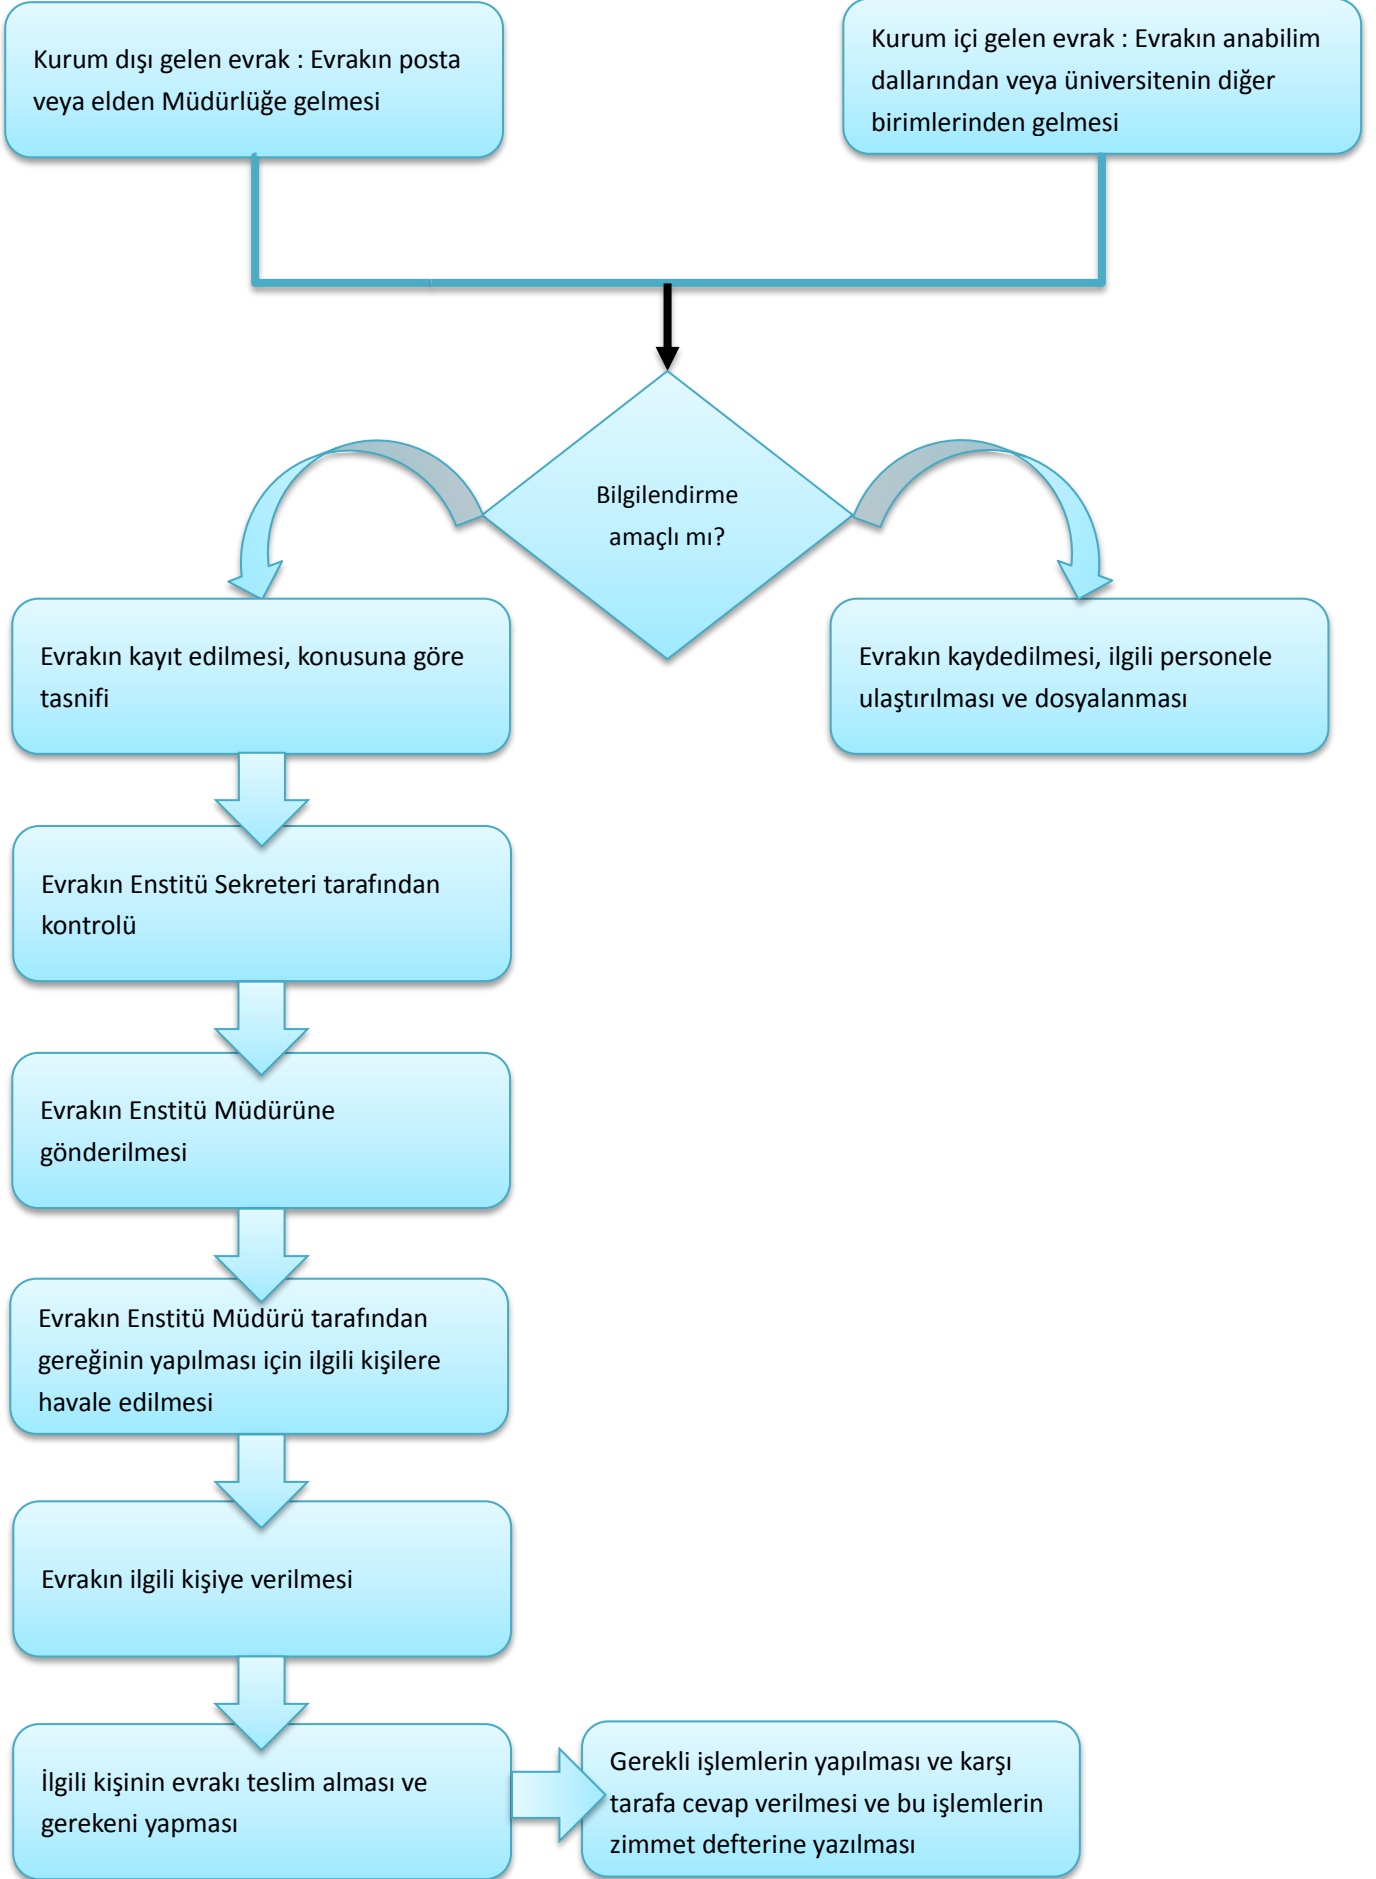 Kurum dışı gelen evrak : Evrakın posta
veya elden Müdürlüğe gelmesi
Kurum içi gelen evrak : Evrakın anabilim
dallarından veya üniversitenin diğer
birimlerinden gelmesi
Bilgilendirme
amaçlı mı?
Evrakın kayıt edilmesi, konusuna göre
tasnifi
Evrakın kaydedilmesi, ilgili personele
ulaştırılması ve dosyalanması
Evrakın Enstitü Sekreteri tarafından
kontrolü
Evrakın Enstitü Müdürüne
gönderilmesi
Evrakın Enstitü Müdürü tarafından
gereğinin yapılması için ilgili kişilere
havale edilmesi
Evrakın ilgili kişiye verilmesi
İlgili kişinin evrakı teslim alması ve
gerekeni yapması
Gerekli işlemlerin yapılması ve karşı
tarafa cevap verilmesi ve bu işlemlerin
zimmet defterine yazılması